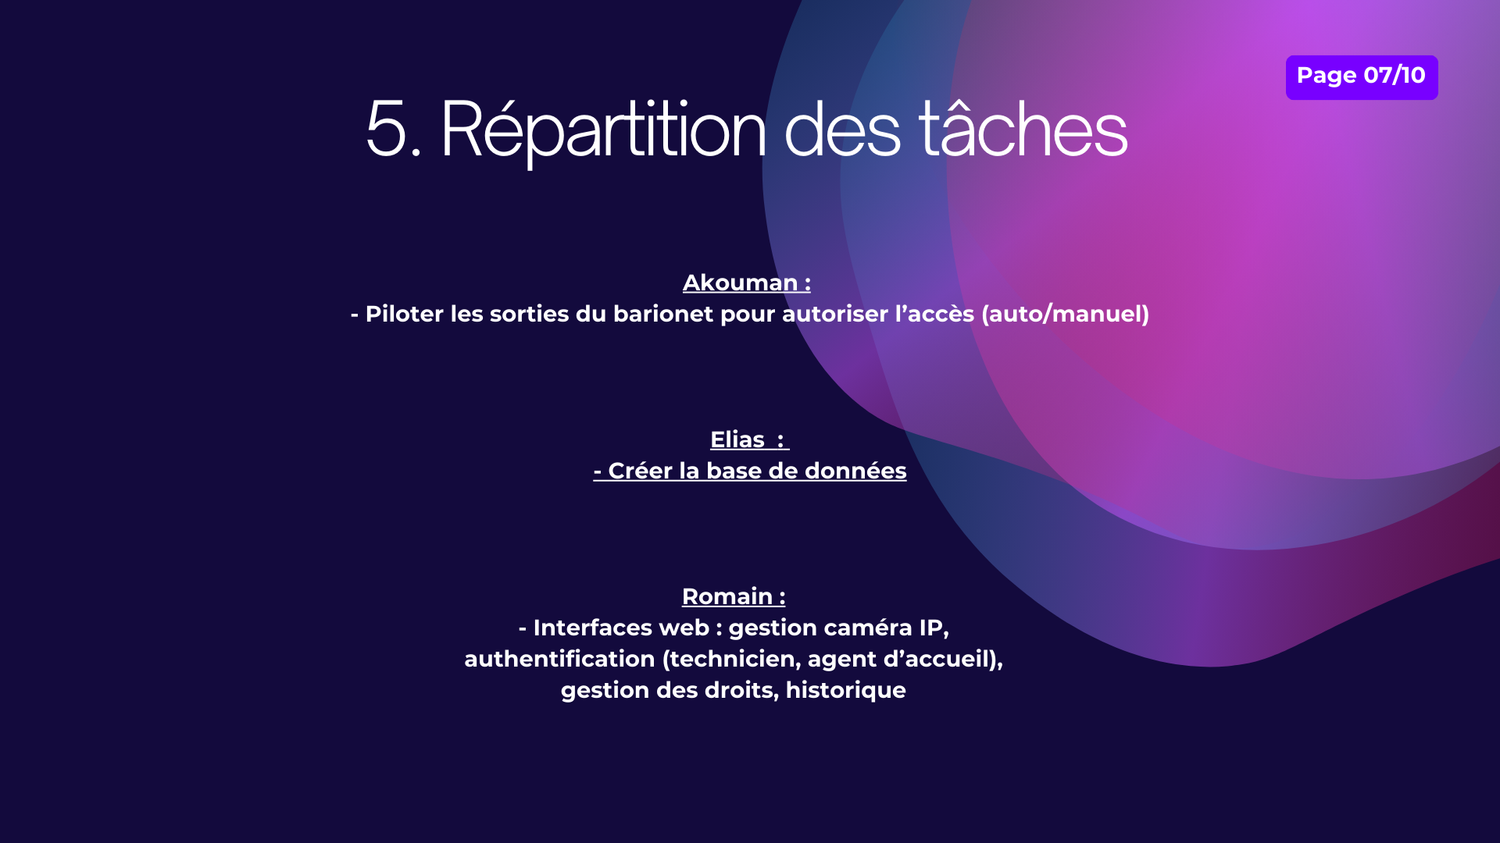 Page 07/10
5. Répartition des tâches
Akouman :
- Piloter les sorties du barionet pour autoriser l’accès (auto/manuel)
Elias  :
- Créer la base de données
Romain :
- Interfaces web : gestion caméra IP,
authentification (technicien, agent d’accueil),
gestion des droits, historique